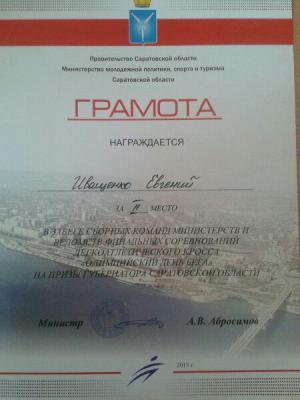 Правительство Саратовской области
Министерство молодежной политики, спорта и туризма
Саратовской области
ГРАМОТА
НАГРАЖДАЕТСЯ
Иващенко Евгений
ЗА II МЕСТО
В ЗАБЕГЕ СБОРНЫХ КОМАНД МИНИСТЕРСТВ И
ВЕДОМСТВ ФИНАЛЬНЫХ СОРЕВНОВАНИЙ
ЛЕГКОАТЛЕТИЧЕСКОГО КРОССА
«ОЛИМПИЙСКИЙ ДЕНЬ БЕГА»
НА ПРИЗЫ ГУБЕРНАТОРА САРАТОВСКОЙ ОБЛАСТИ
Министр А.В. Абросимов
2015 г.